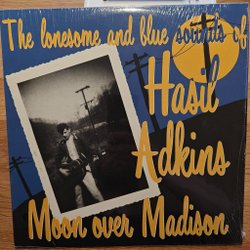 The lonesome and blue sounds of
Hasil
Adkins
Moon over Madison